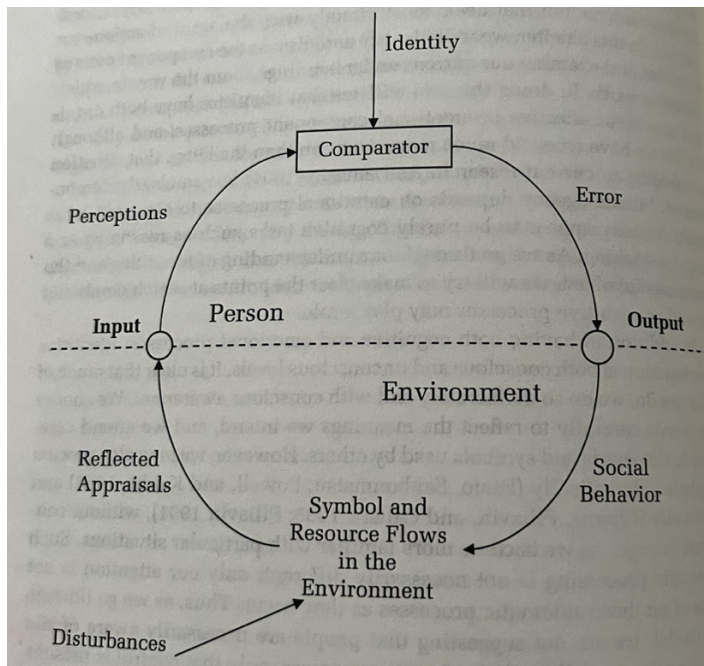 Identity
Comparator
Perceptions
Error
Input
Person
Output
Environment
Reflected
Appraisals
Social
Behavior
Symbol and
Resource Flows
in the
Environment
Disturbances